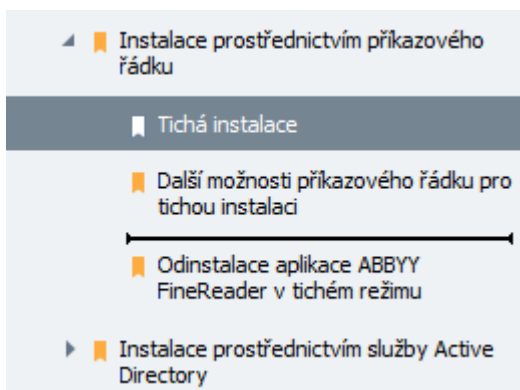 Instalace prostřednictvím příkazového
řádku
Tichá instalace
Další možnosti příkazového řádku pro
tichou instalaci
Odinstalace aplikace ABBYY
FineReader v tichém režimu
Instalace prostřednictvím služby Active
Directory